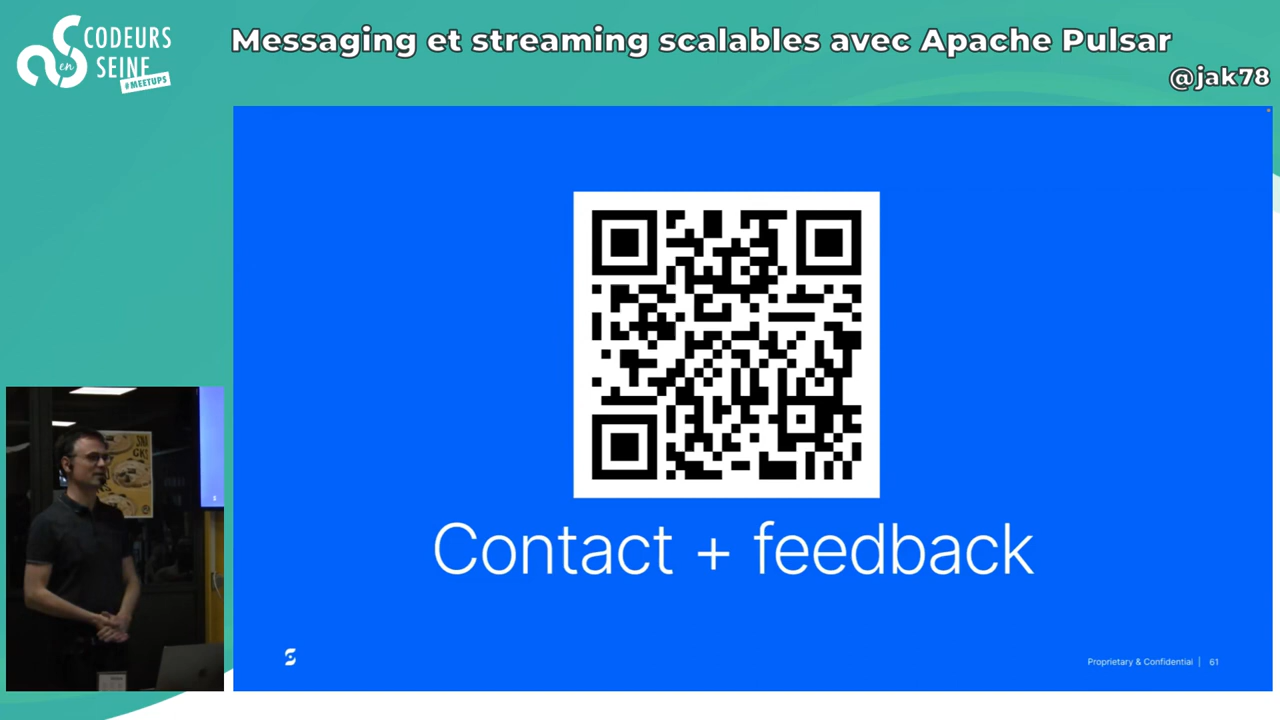 CODEURS
en
SEINE
#MEETUPS
Messaging et streaming scalables avec Apache Pulsar
@jak78
Contact + feedback
Proprietary & Confidential | 61